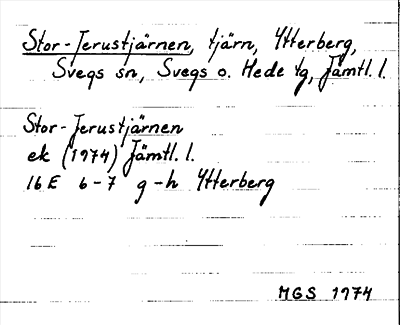 Stor-Jerustjärnen, tjärn, Ytterberg,
Svegs sn, Svegs o. Hede tg, Jämtl. l.
Stor-Jerustjärnen
ek (1974) Jämtl. l.
16 E 6-7 g-h Ytterberg
MGS 1974